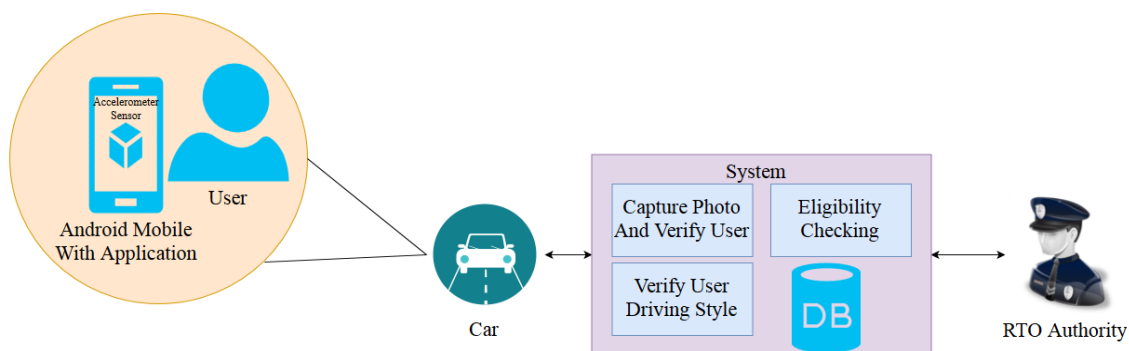 Accelerometer
Sensor
User
Android Mobile
With Application
Car
System
Capture Photo
And Verify User
Eligibility
Checking
Verify User
Driving Style
DB
RTO Authority